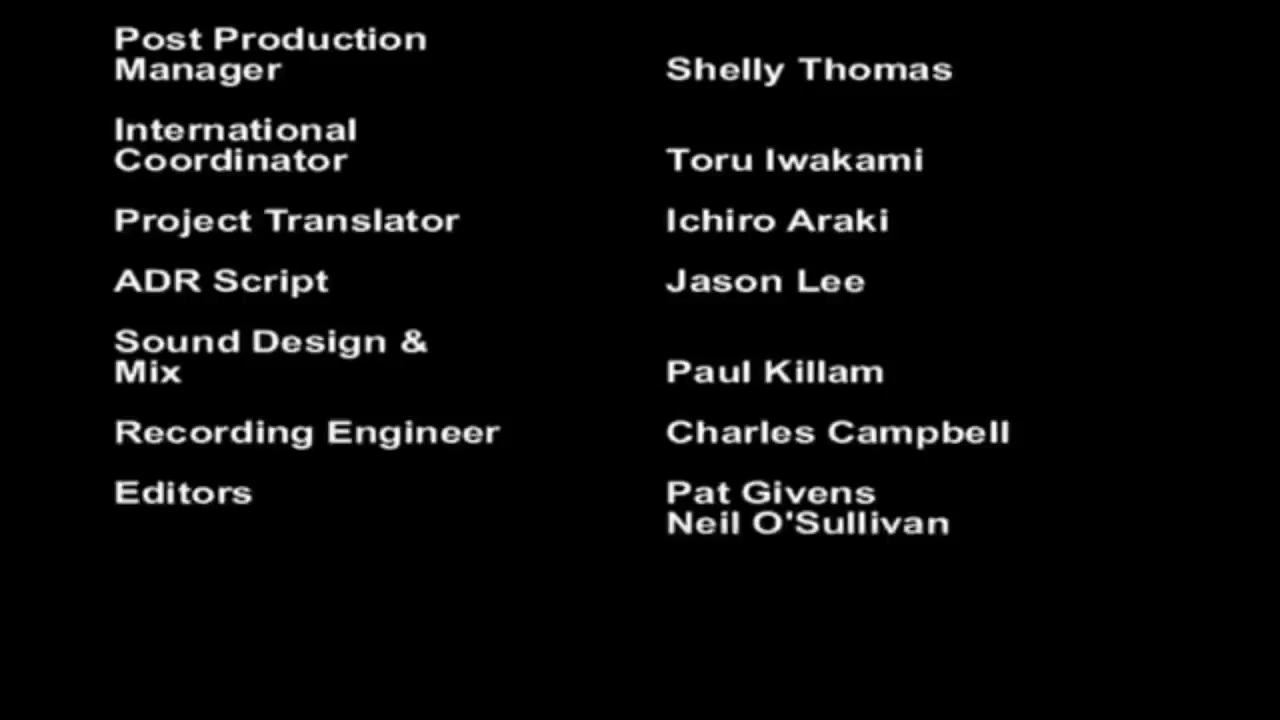 Post Production
Manager Shelly Thomas
International
Coordinator Toru Iwakami
Project Translator Ichiro Araki
ADR Script Jason Lee
Sound Design &
Mix Paul Killam
Recording Engineer Charles Campbell
Editors Pat Givens
Neil O'Sullivan